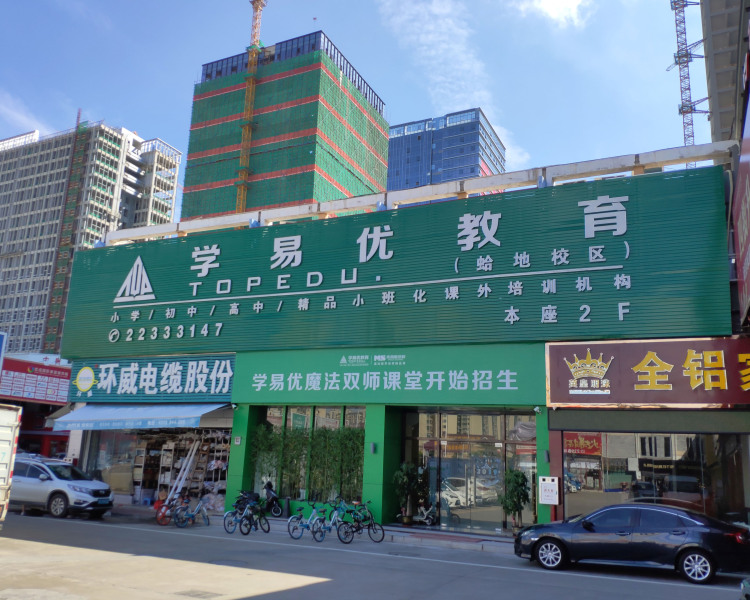 学易优教育
TOPEDU.
(蛤地校区)
小学/初中/高中/精品小班化课外培训机构
22333147
本座2F
环威电缆股份
学易优魔法双师课堂开始招生
全铝